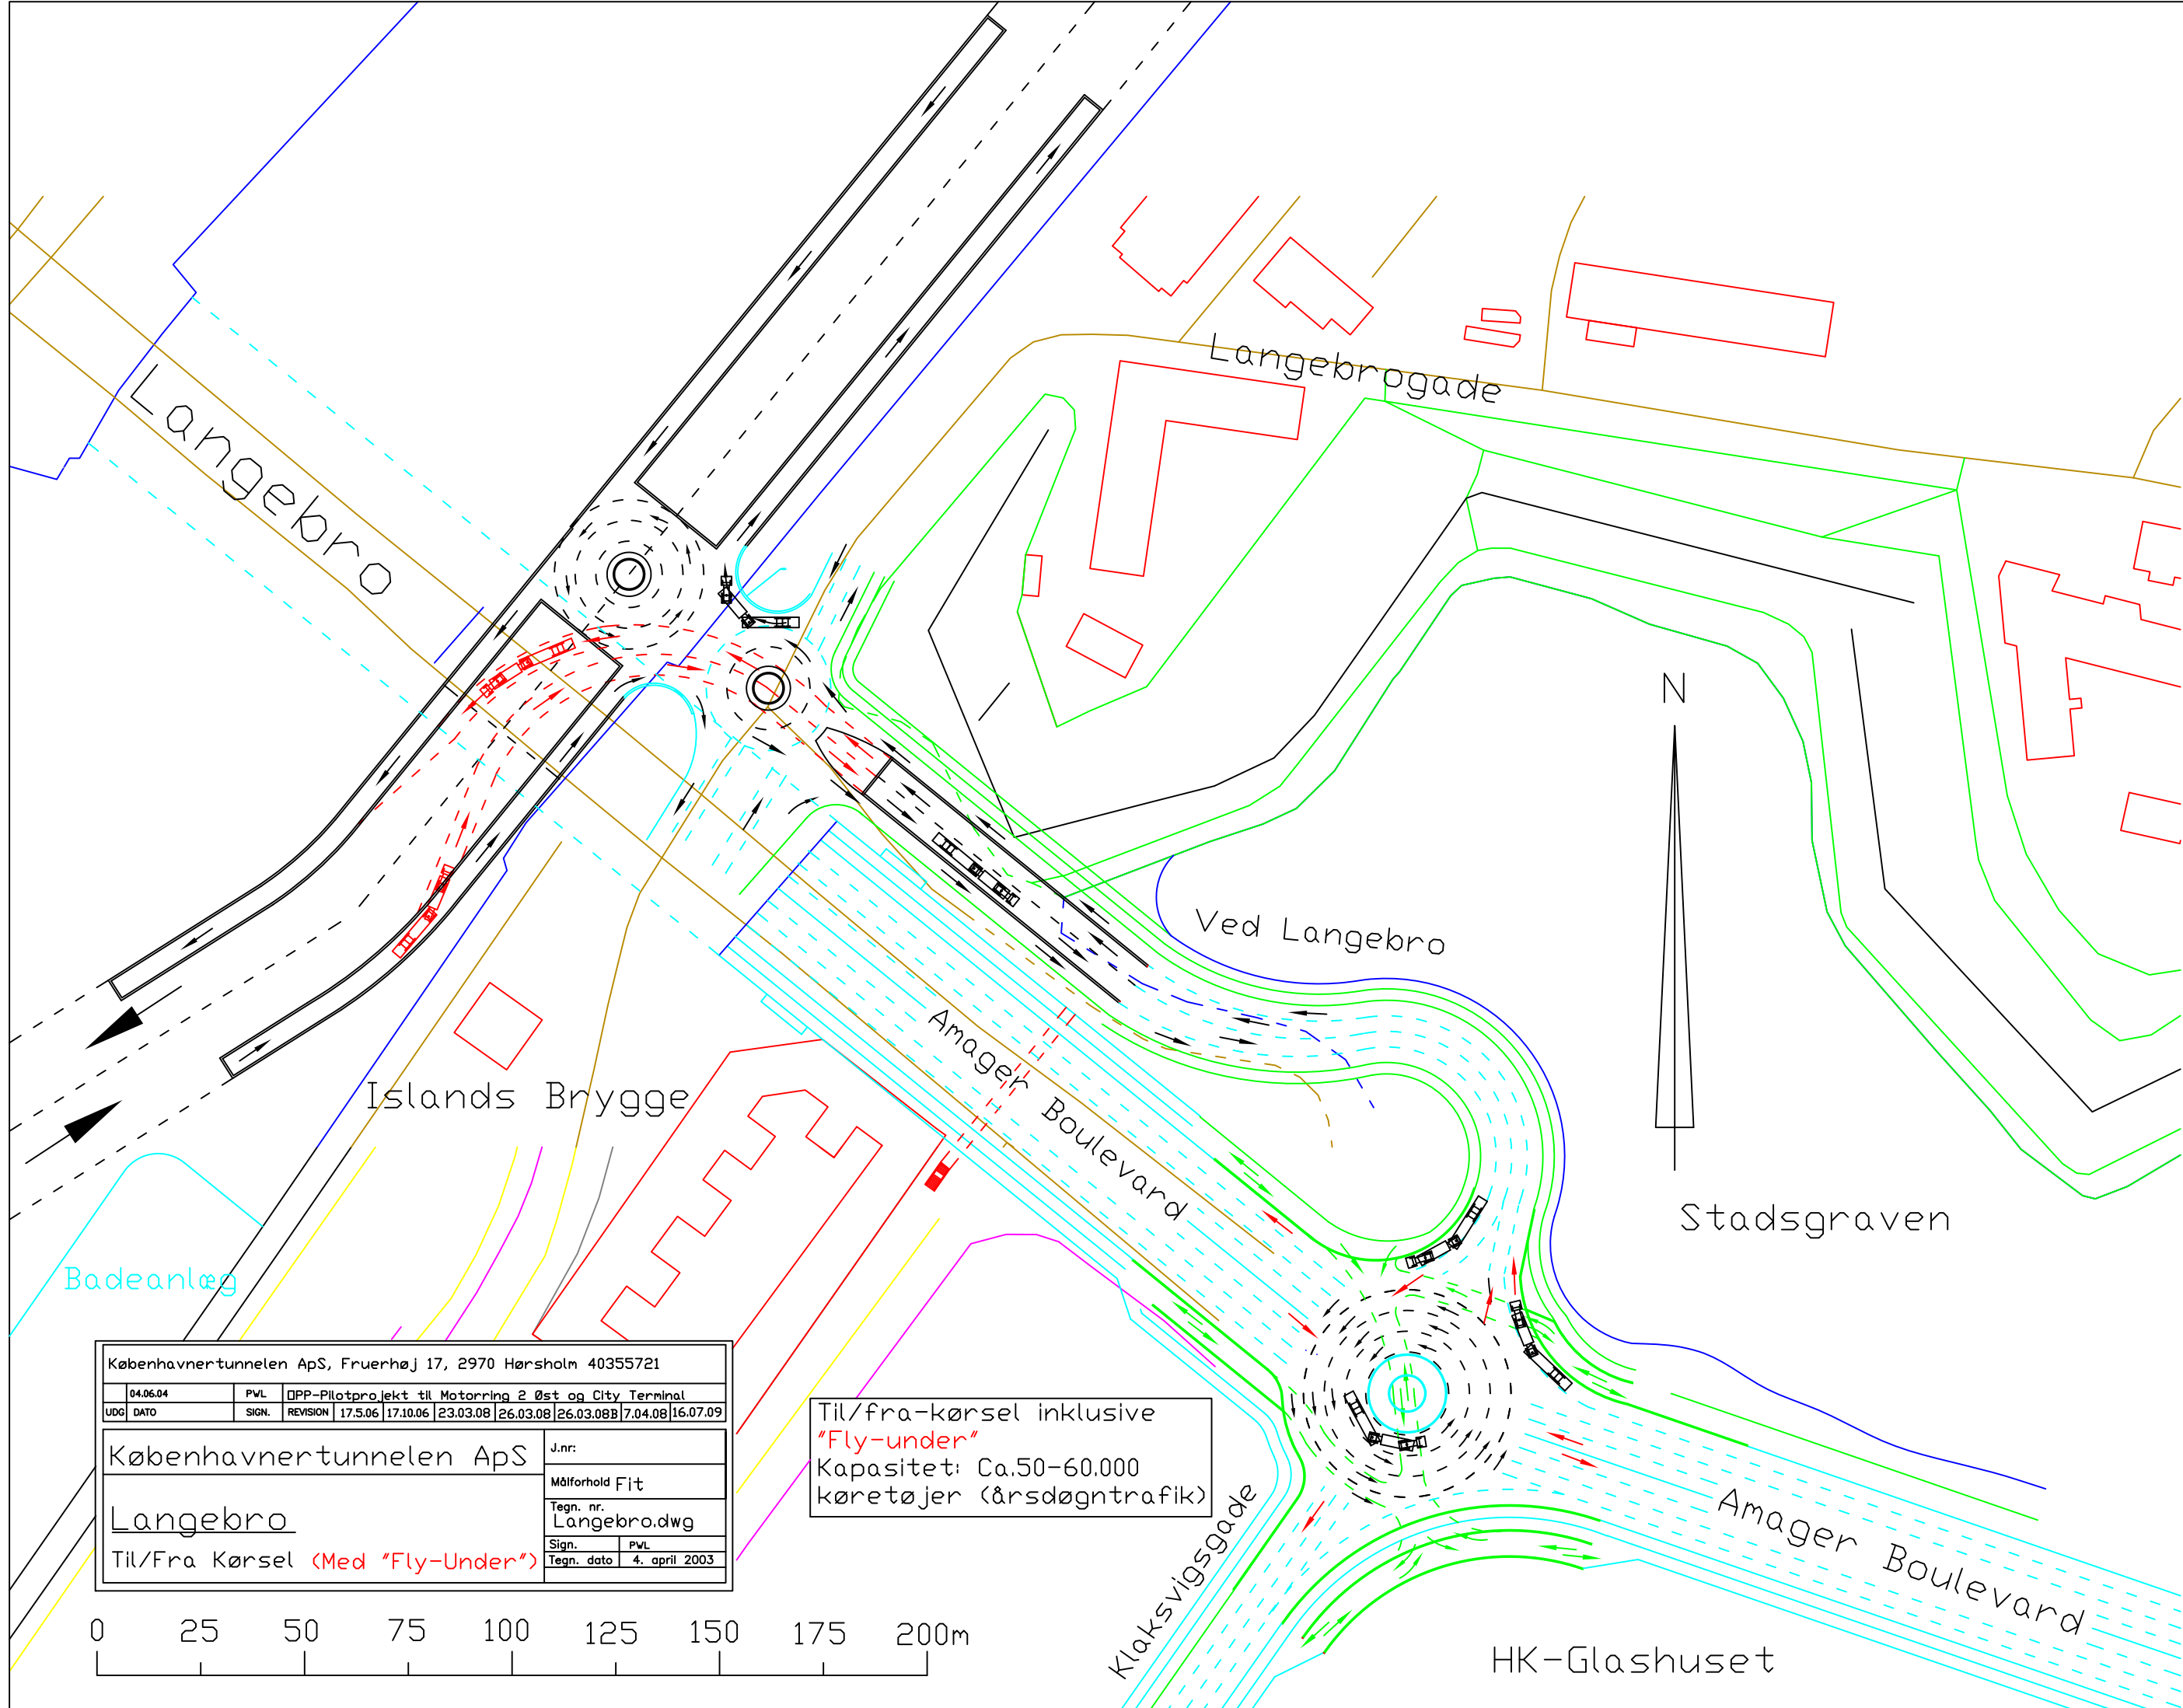 Langebro
Langebrogade
N
Ved Langebro
Amager Boulevard
Islands Brygge
Stadsgraven
Badeanlæg
Københavnertunnelen ApS, Fruerhøj 17, 2970 Hørsholm 40355721
04.06.04 PWL OPP-Pilotprojekt til Motorring 2 Øst og City Terminal
UDG DATO SIGN. REVISION 17.5.06 17.10.06 23.03.08 26.03.08 26.03.08B 7.04.08 16.07.09
Københavnertunnelen ApS
J.nr:
Målforhold Fit
Langebro
Tegn. nr.
Langebro.dwg
Til/Fra Kørsel (Med "Fly-Under")
Sign. PWL
Tegn. dato 4. april 2003
Til/fra-kørsel inklusive
"Fly-under"
Kapasitet: Ca.50-60.000
køretøjer (årsdøgntrafik)
Klaksvigsgade
Amager Boulevard
HK-Glashuset
0 25 50 75 100 125 150 175 200m